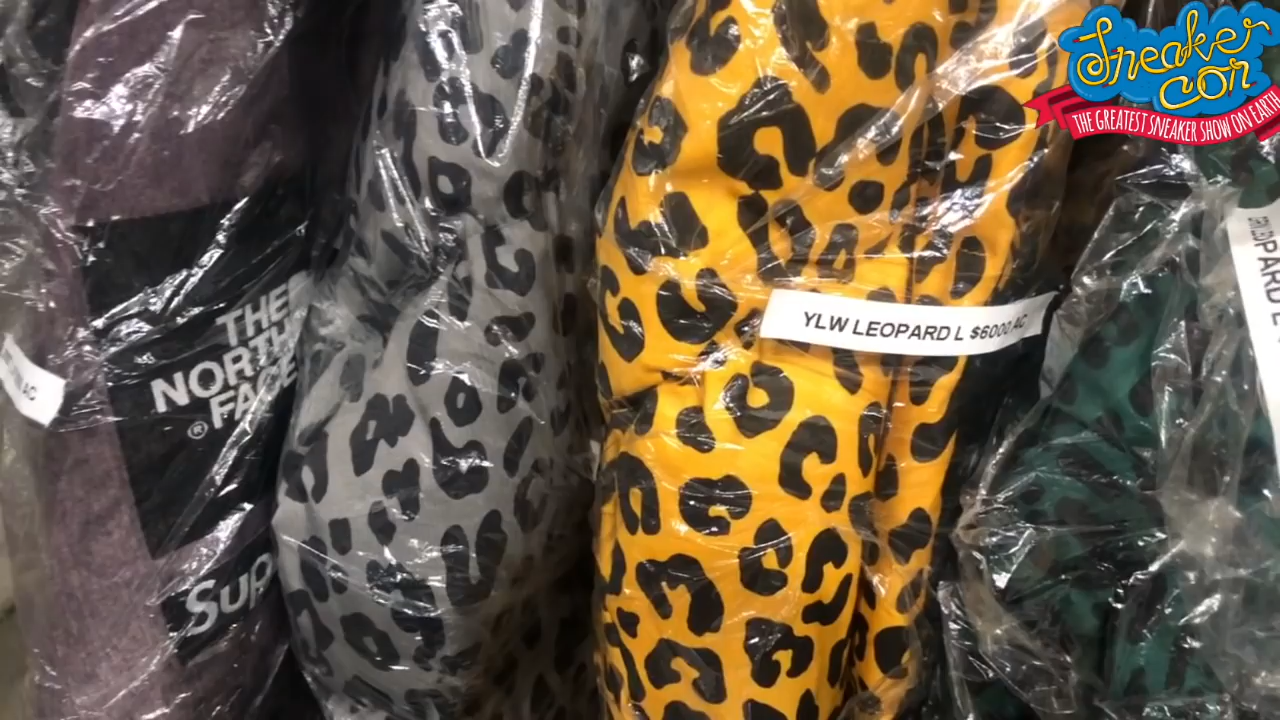 Sneaker
Con
THE GREATEST SNEAKER SHOW ON EARTH
THE
NORTH
FACE
®
Sup
YLW LEOPARD L $6000 AC
AC